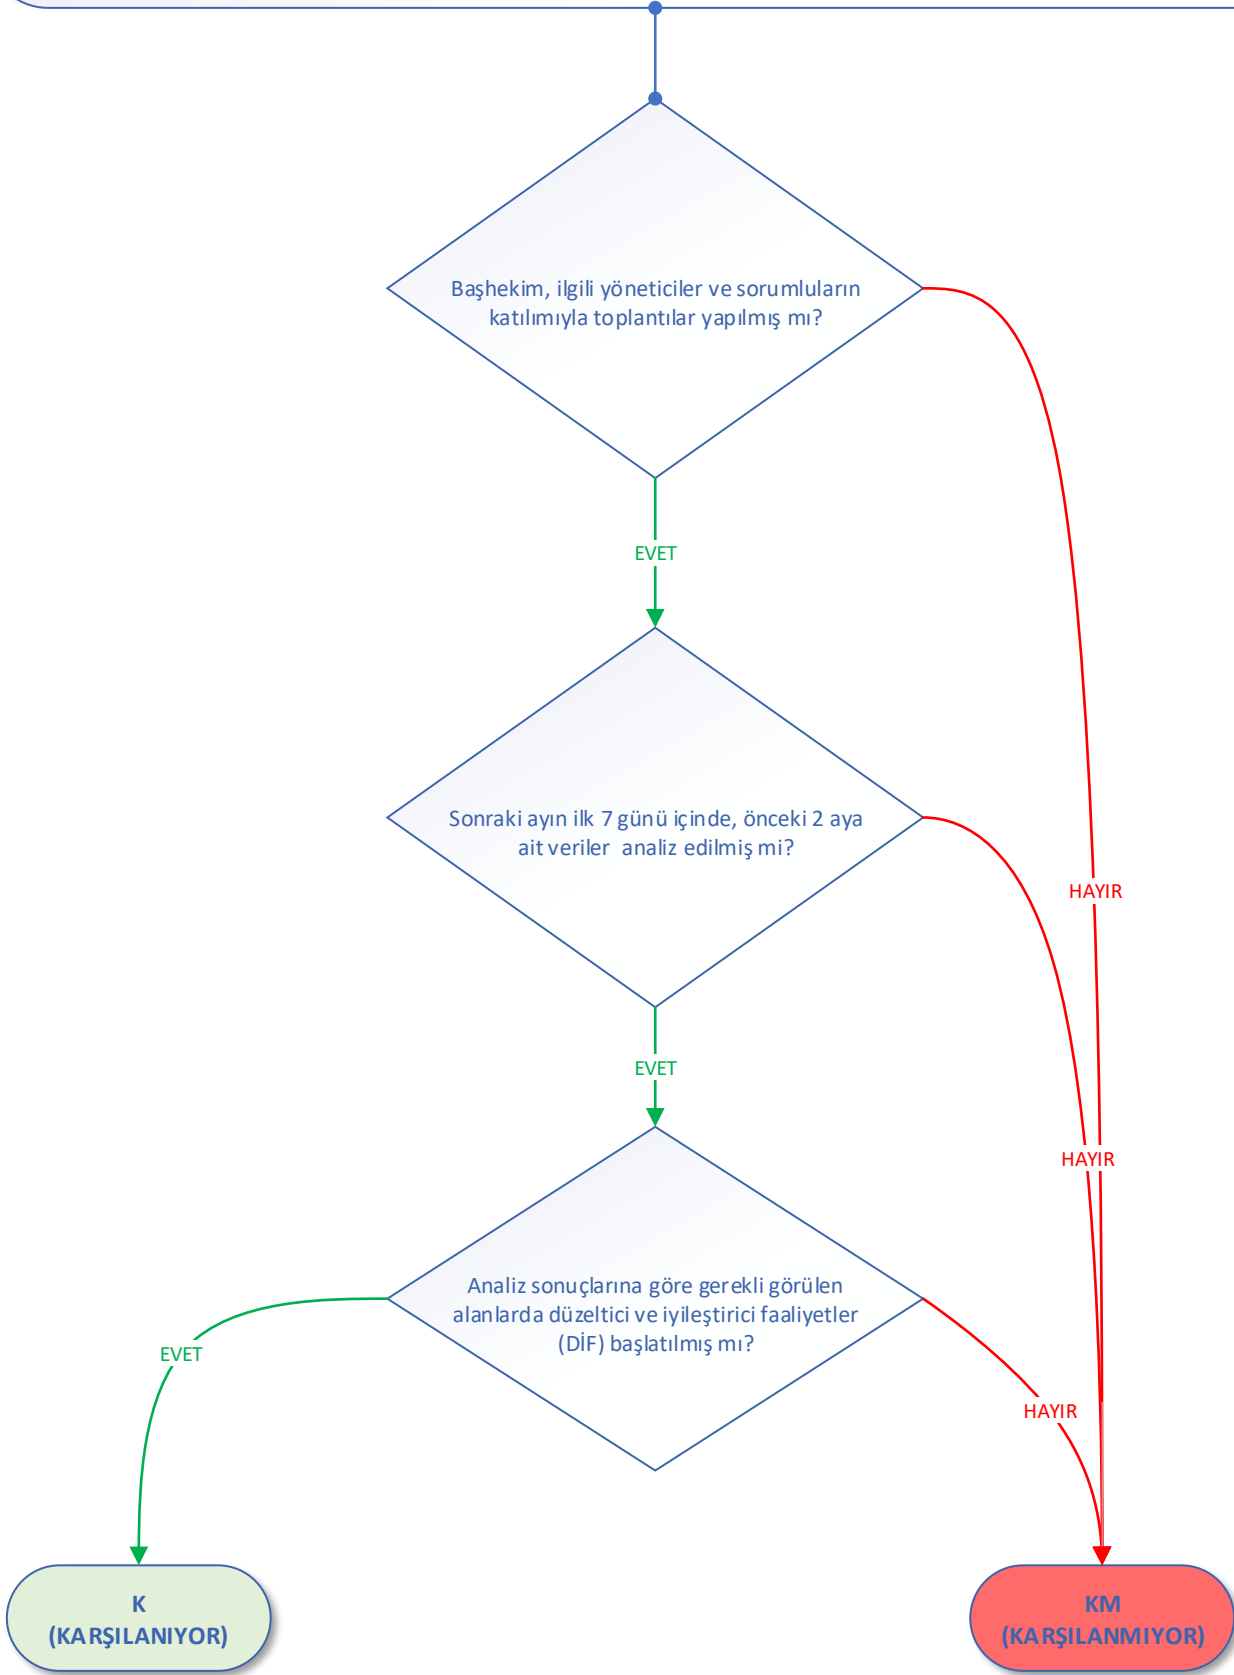 Başhekim, ilgili yöneticiler ve sorumluların
katılımıyla toplantılar yapılmış mı?
EVET
Sonraki ayın ilk 7 günü içinde, önceki 2 aya
ait veriler analiz edilmiş mi?
HAYIR
EVET
HAYIR
Analiz sonuçlarına göre gerekli görülen
alanlarda düzeltici ve iyileştirici faaliyetler
(DİF) başlatılmış mı?
EVET
HAYIR
K
(KARŞILANIYOR)
KM
(KARŞILANMIYOR)